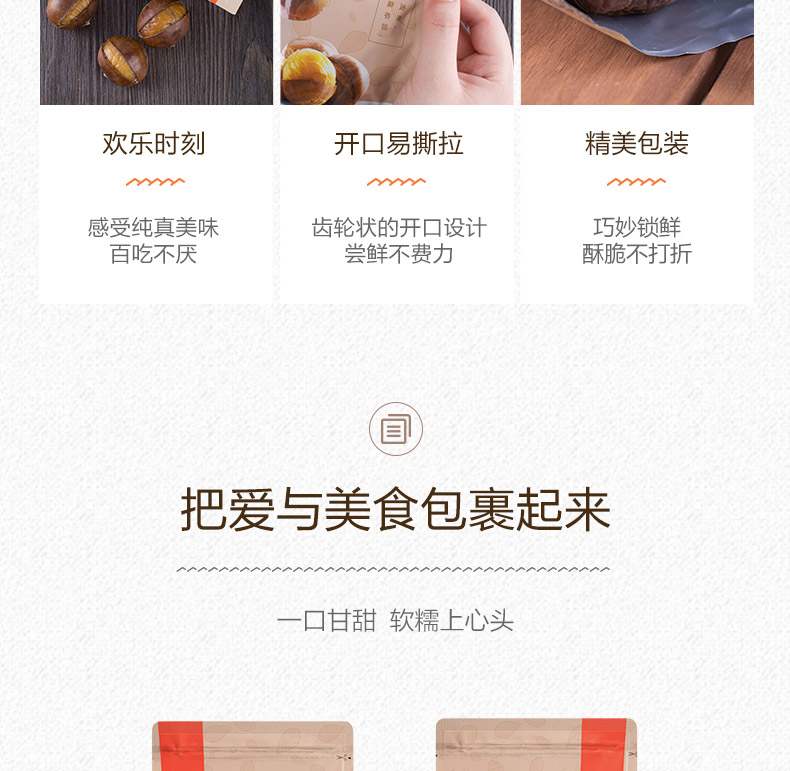 欢乐时刻
感受纯真美味
百吃不厌
开口易撕拉
齿轮状的开口设计
尝鲜不费力
精美包装
巧妙锁鲜
酥脆不打折
把爱与美食包裹起来
一口甘甜 软糯上心头